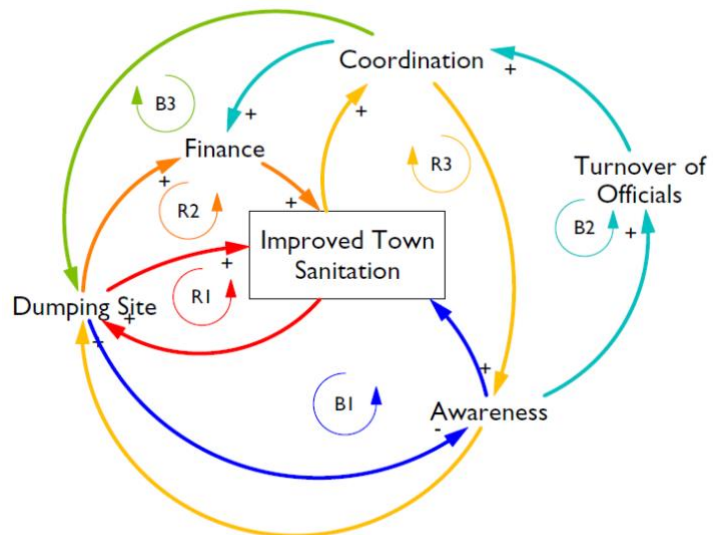 Coordination
+
B3
+
+
Finance
R3
+
Turnover of
Officials
R2
+
B2
+
Improved Town
Sanitation
+
R1
Dumping Site
+
+
+
B1
Awareness
-